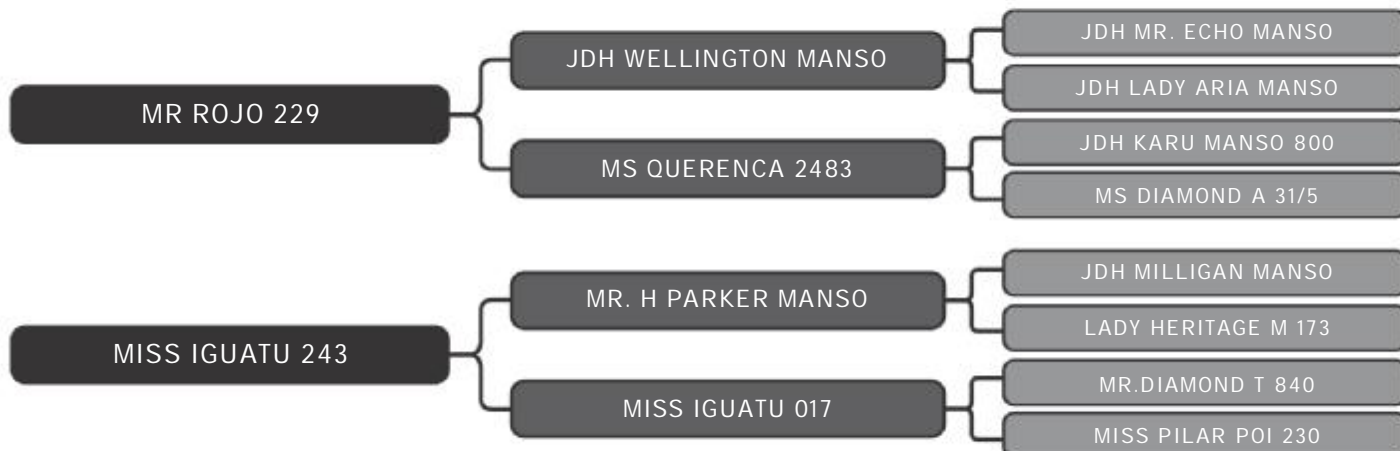 MR ROJO 229
JDH WELLINGTON MANSO
JDH MR. ECHO MANSO
JDH LADY ARIA MANSO
MS QUERENCA 2483
JDH KARU MANSO 800
MS DIAMOND A 31/5
MISS IGUATU 243
MR. H PARKER MANSO
JDH MILLIGAN MANSO
LADY HERITAGE M 173
MISS IGUATU 017
MR.DIAMOND T 840
MISS PILAR POI 230